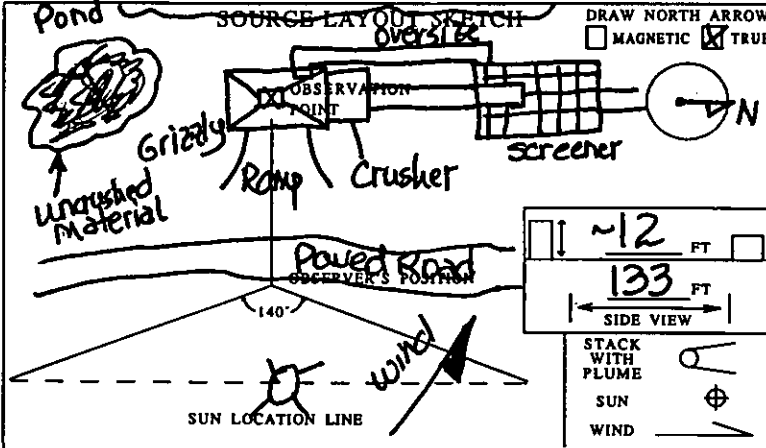 Pond
SOURCE LAYOUT SKETCH
oversize
DRAW NORTH ARROW
MAGNETIC TRUE
OBSERVATION
POINT
N
Grizzly
Ramp
Crusher
screener
uncrushed
material
Paved Road
OBSERVER'S POSITION
140°
~12 FT
133 FT
SIDE VIEW
wind
SUN LOCATION LINE
STACK
WITH
PLUME
SUN
WIND